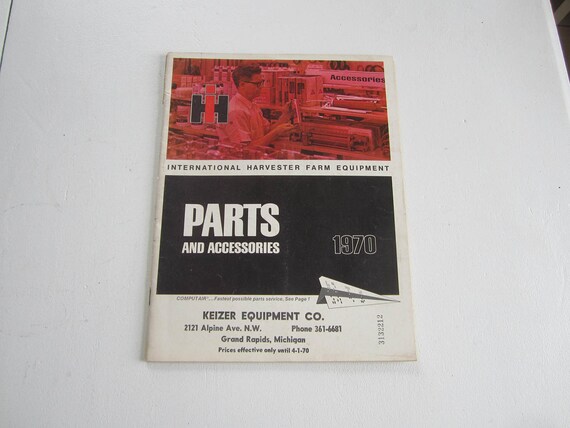 Accessories
IH
INTERNATIONAL HARVESTER FARM EQUIPMENT
PARTS
AND ACCESSORIES
1970
COMPUTAIR*... Fastest possible parts service, See Page 1
KEIZER EQUIPMENT CO.
2121 Alpine Ave. N.W. Phone 361-6681
Grand Rapids, Michigan
Prices effective only until 4-1-70
3132212